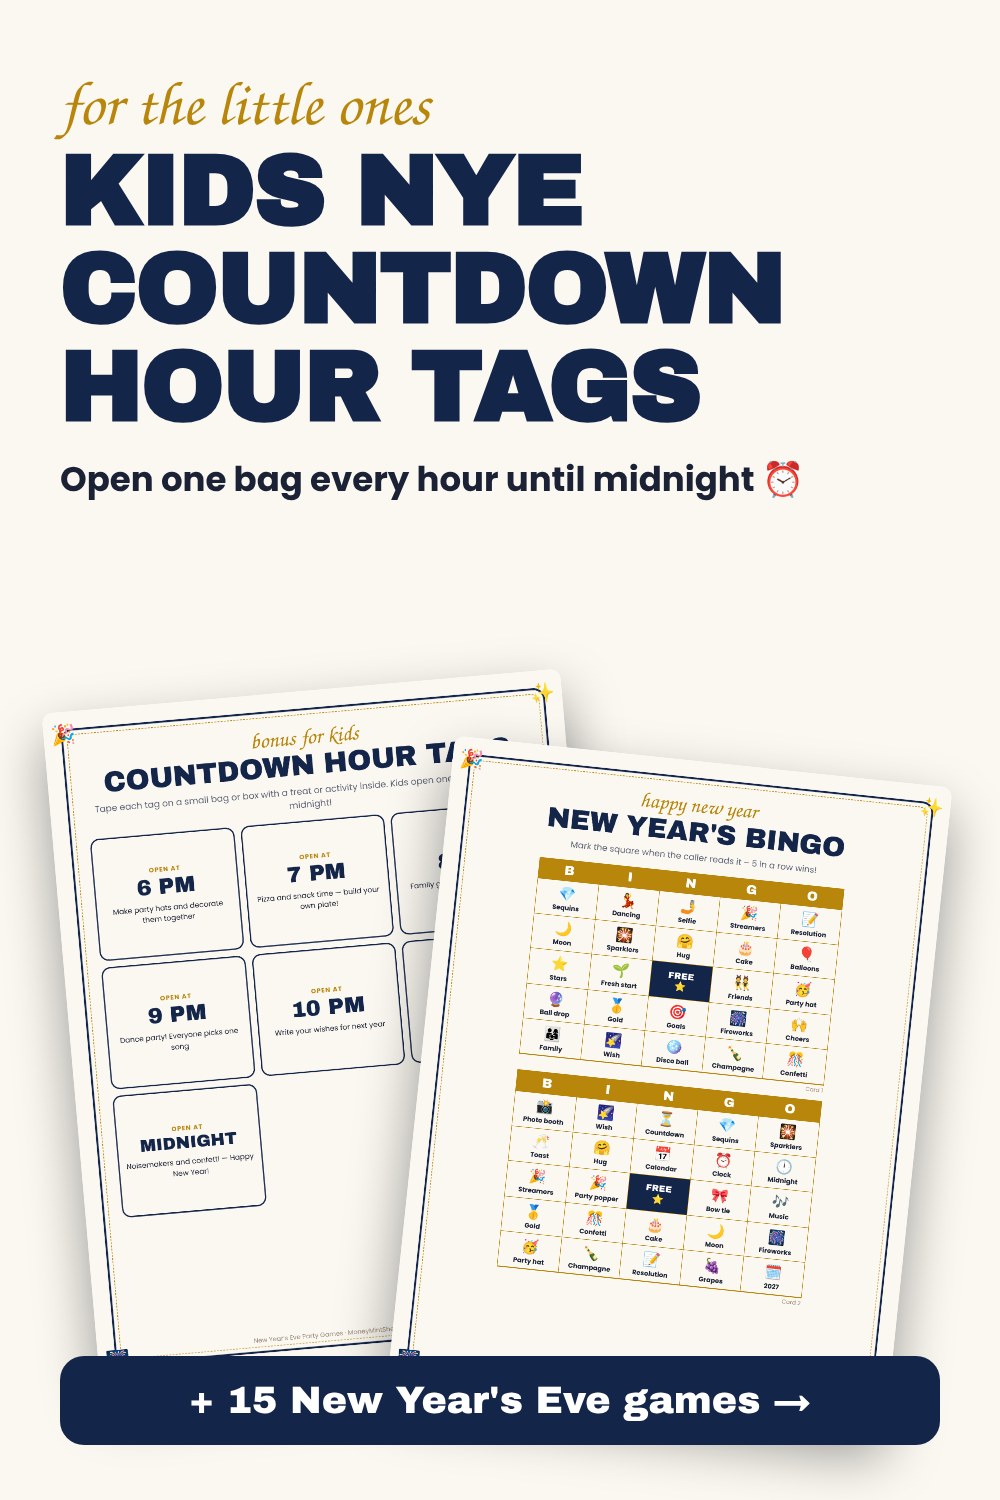 for the little ones
KIDS NYE
COUNTDOWN
HOUR TAGS
Open one bag every hour until midnight ⏰
bonus for kids
COUNTDOWN HOUR
Tape each tag on a small bag or box with a treat or activity inside. Kids open one
midnight!
OPEN AT
6 PM
Make party hats and decorate
them together
OPEN AT
7 PM
Pizza and snack time — build your
own plate!
Family
OPEN AT
9 PM
Dance party! Everyone picks one
song
OPEN AT
10 PM
Write your wishes for next year
OPEN AT
MIDNIGHT
Noisemakers and confetti — Happy
New Year!
New Year's Eve Party Games ·
happy new year
NEW YEAR'S BINGO
Mark the square when the caller reads it – 5 in a row wins!
B I N G O
Sequins Dancing Selfie Streamers Resolution
Moon Sparklers Hug Cake Balloons
Stars Fresh start FREE Friends Party hat
Ball drop Gold Goals Fireworks Cheers
Family Wish Disco ball Champagne Confetti
Card 1
B I N G O
Photo booth Wish Countdown Sequins Sparklers
Toast Hug Calendar Clock Midnight
Streamers Party popper FREE Bow tie Music
Gold Confetti Cake Moon Fireworks
Party hat Champagne Resolution Grapes 2027
Card 2
+ 15 New Year's Eve games →